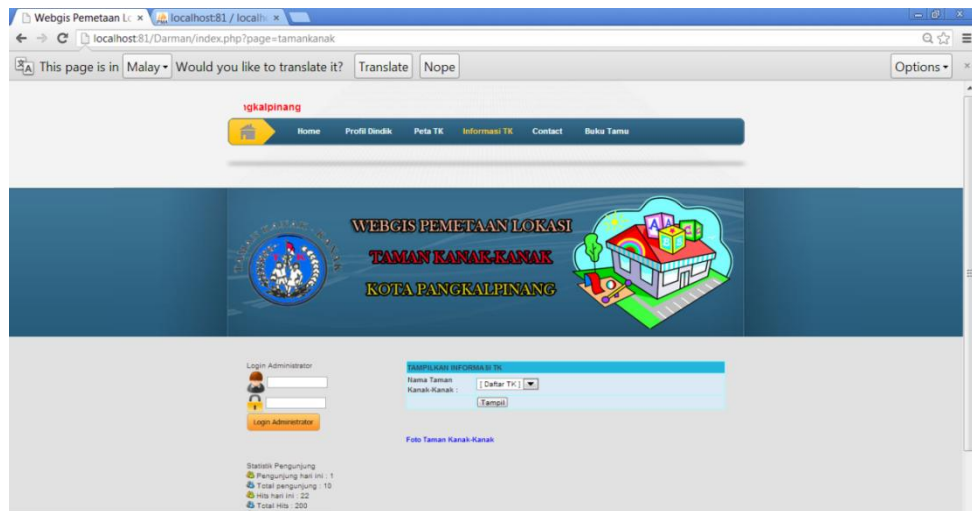 Webgis Pemetaan Lo
localhost:81 / localho
localhost:81/Darman/index.php?page=tamankanak
This page is in Malay Would you like to translate it? Translate Nope Options
ngkalpinang
Home Profil Dindik Peta TK Informasi TK Contact Buku Tamu
WEBGIS PEMETAAN LOKASI
TAMAN KANAK-KANAK
KOTA PANGKALPINANG
Login Administrator
Login Administrator
TAMPILKAN INFORMASI TK
Nama Taman
Kanak-Kanak :
[ Daftar TK ]
Tampil
Foto Taman Kanak-Kanak
Statistik Pengunjung
Pengunjung hari ini : 1
Total pengunjung : 10
Hits hari ini : 22
Total Hits : 200